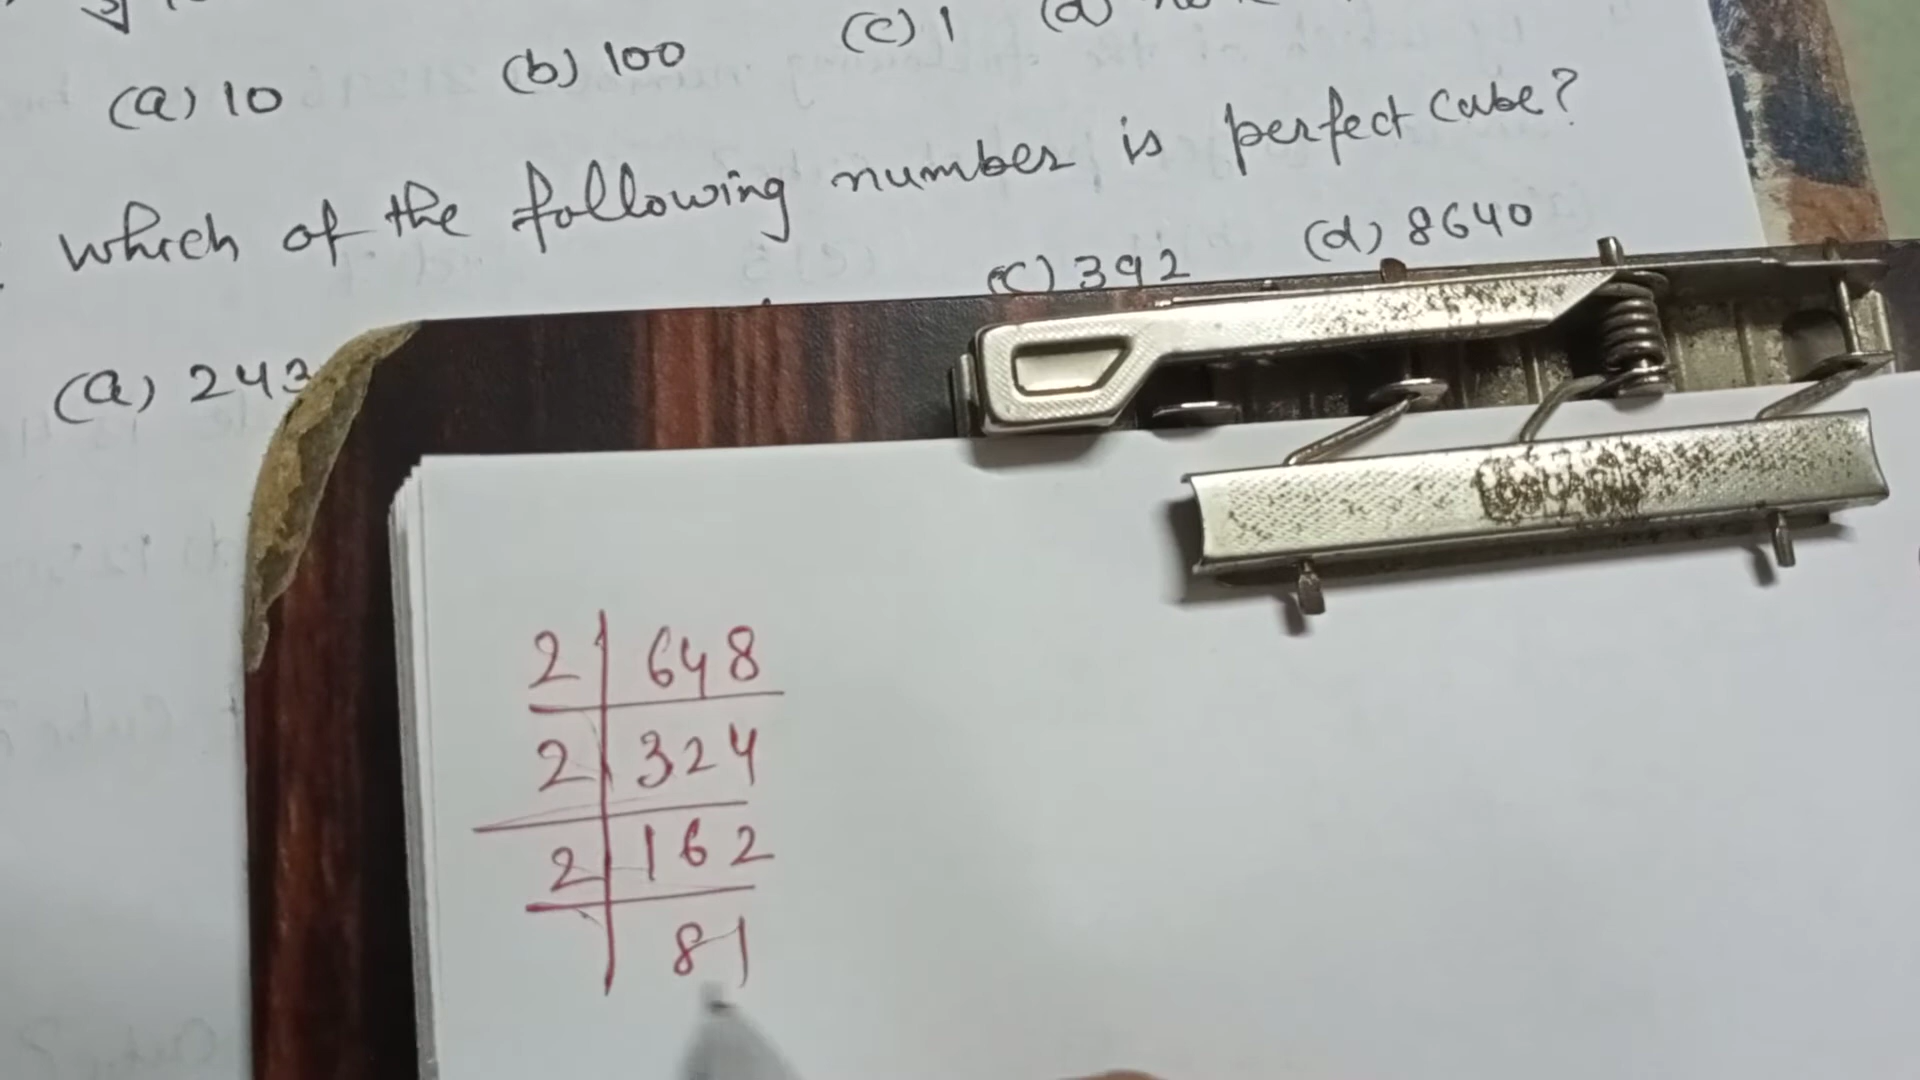 (a) 10 (b) 100 (c) 1 (d)
which of the following number is perfect cube?
(a) 243 (c) 392 (d) 8640
2 648
2 324
2 162
81